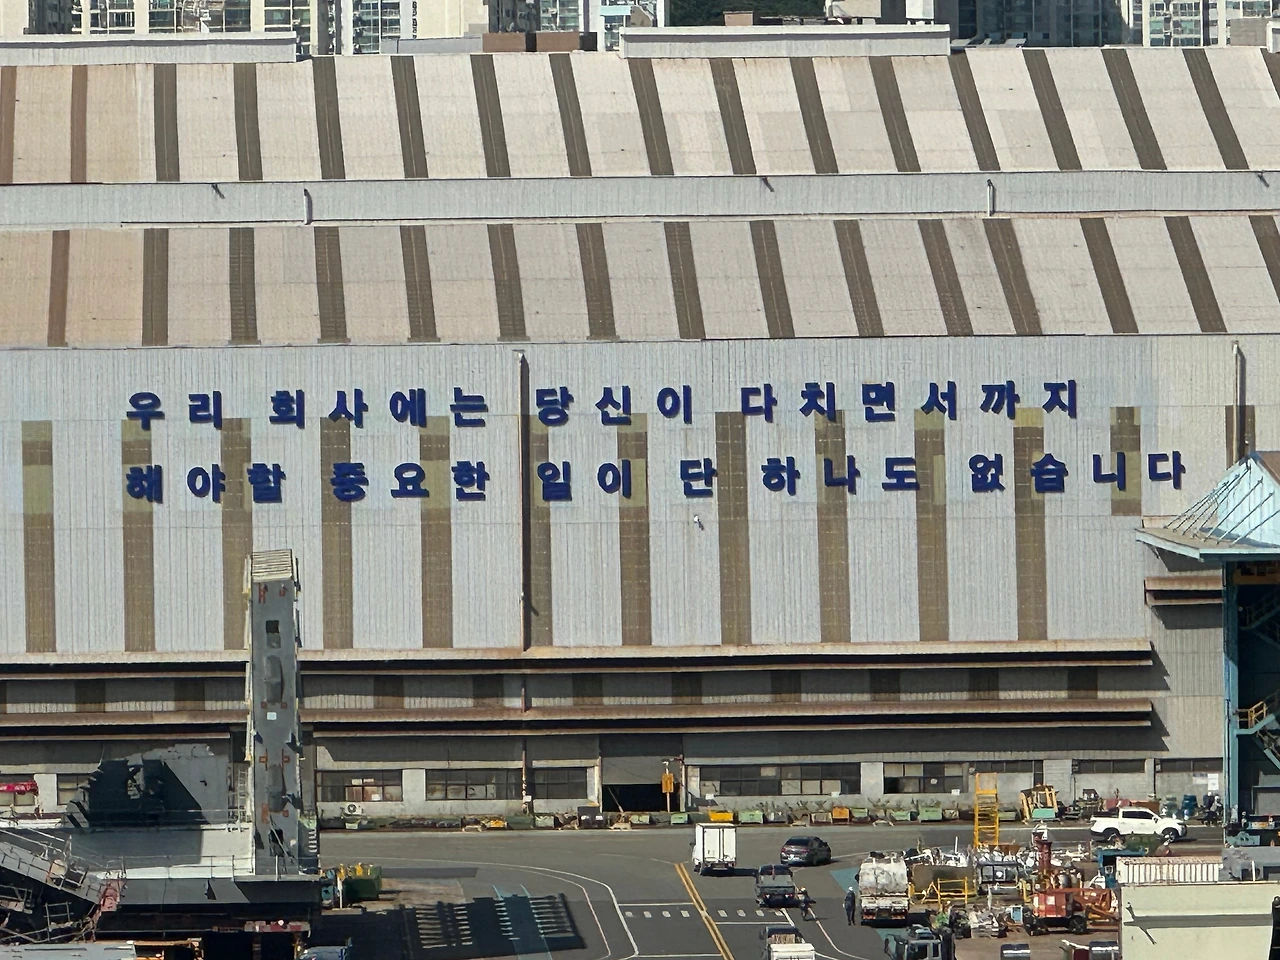 우리 회사에는 당신이 다치면서까지
해야할 중요한 일이 단 하나도 없습니다